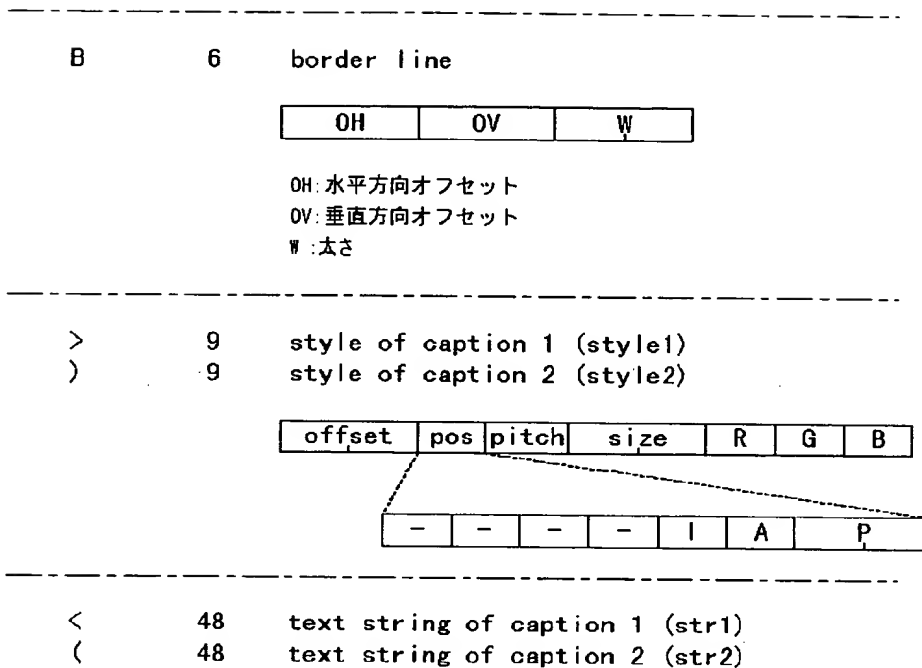 B 6 border line
OH OV W
OH:水平方向オフセット
OV:垂直方向オフセット
W :太さ
> 9 style of caption 1 (style1)
) 9 style of caption 2 (style2)
offset pos pitch size R G B
- - - - I A P
< 48 text string of caption 1 (str1)
( 48 text string of caption 2 (str2)